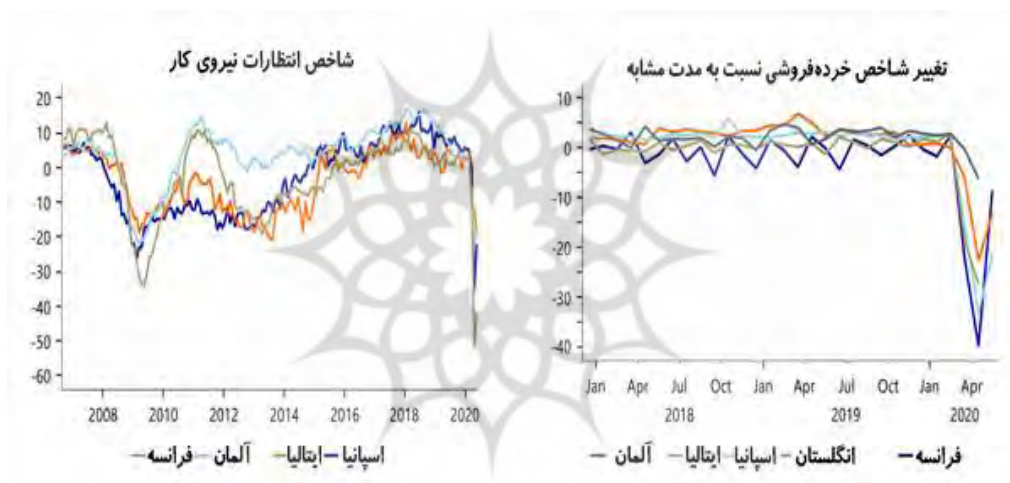 تغییر شاخص خرده‌فروشی نسبت به مدت مشابه
10
0
-10
-20
-30
-40
Jan Apr Jul Oct Jan Apr Jul Oct Jan Apr
2018 2019 2020
فرانسه انگلستان اسپانیا ایتالیا آلمان
شاخص انتظارات نیروی کار
20
10
0
-10
-20
-30
-40
-50
-60
2008 2010 2012 2014 2016 2018 2020
اسپانیا ایتالیا آلمان فرانسه